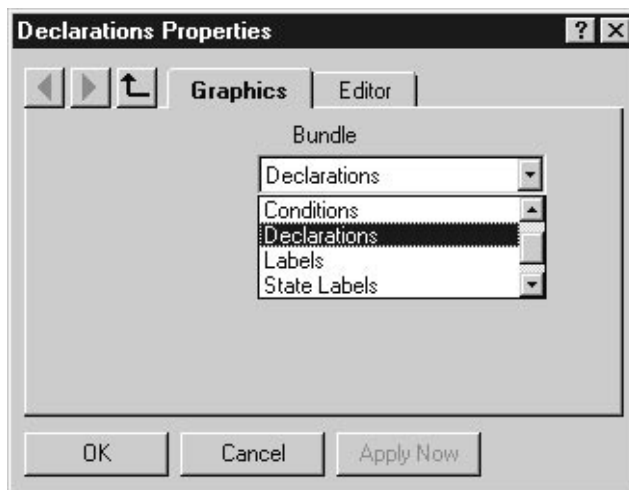 Declarations Properties
Graphics Editor
Bundle
Declarations
Conditions
Declarations
Labels
State Labels
OK Cancel Apply Now